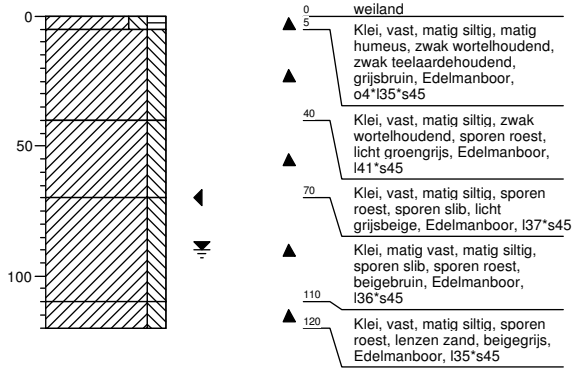 0
50
100
0
weiland
5
Klei, vast, matig siltig, matig
humeus, zwak wortelhoudend,
zwak teelaardehoudend,
grijsbruin, Edelmanboor,
o4*l35*s45
40
Klei, vast, matig siltig, zwak
wortelhoudend, sporen roest,
licht groengrijs, Edelmanboor,
l41*s45
70
Klei, vast, matig siltig, sporen
roest, sporen slib, licht
grijsbeige, Edelmanboor, l37*s45
Klei, matig vast, matig siltig,
sporen slib, sporen roest,
beigebruin, Edelmanboor,
l36*s45
110
Klei, vast, matig siltig, sporen
roest, lenzen zand, beigegrijs,
Edelmanboor, l35*s45
120